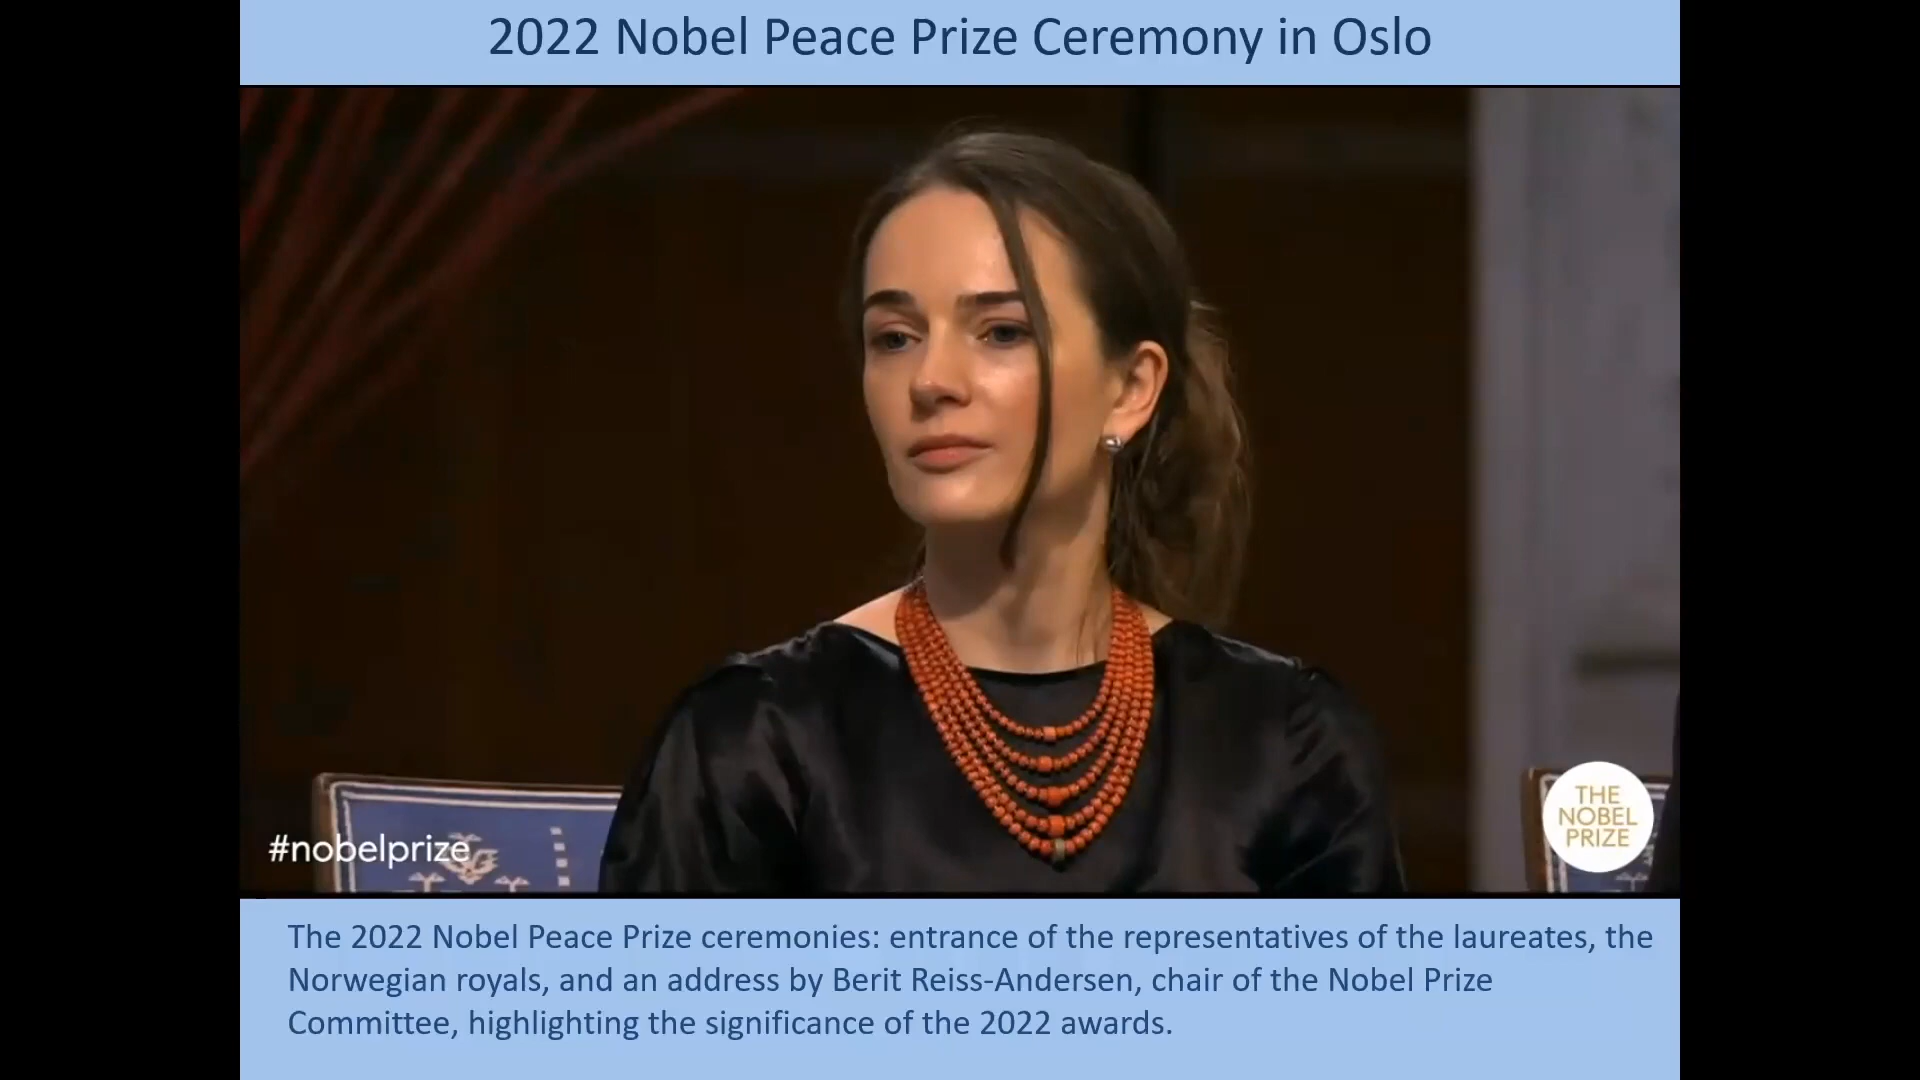 2022 Nobel Peace Prize Ceremony in Oslo
#nobelprize
THE
NOBEL
PRIZE
The 2022 Nobel Peace Prize ceremonies: entrance of the representatives of the laureates, the
Norwegian royals, and an address by Berit Reiss-Andersen, chair of the Nobel Prize
Committee, highlighting the significance of the 2022 awards.